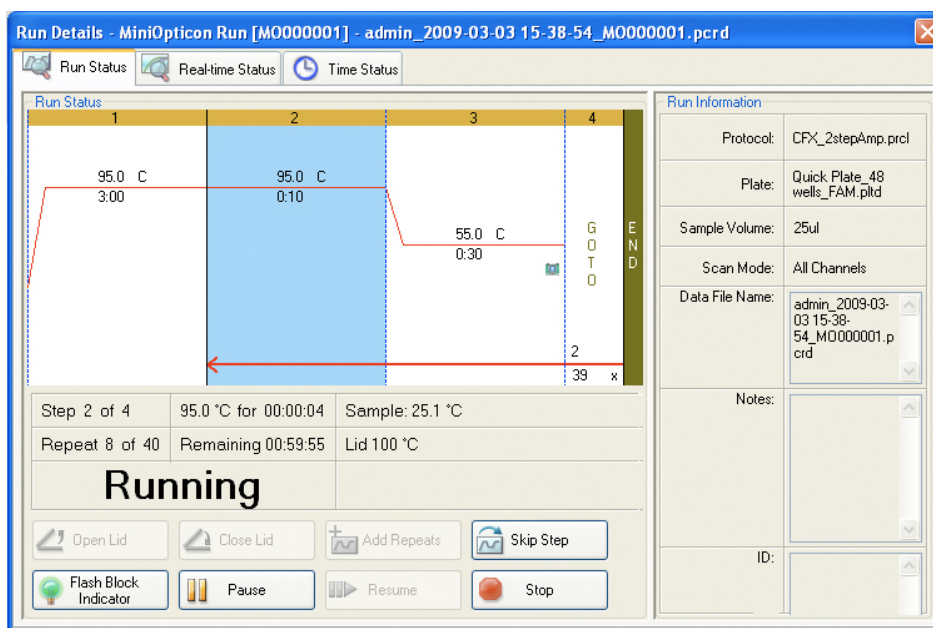 Run Details - MiniOpticon Run [MO000001] - admin_2009-03-03 15-38-54_MO000001.pcrd
Run Status
Real-time Status
Time Status
Run Status
1
2
3
4
95.0 C
3:00
95.0 C
0:10
55.0 C
0:30
GOTO
END
2
39 x
Step 2 of 4
95.0 °C for 00:00:04
Sample: 25.1 °C
Repeat 8 of 40
Remaining 00:59:55
Lid 100 °C
Running
Open Lid
Close Lid
Add Repeats
Skip Step
Flash Block
Indicator
Pause
Resume
Stop
Run Information
Protocol: CFX_2stepAmp.prcl
Plate: Quick Plate_48
wells_FAM.pltd
Sample Volume: 25ul
Scan Mode: All Channels
Data File Name: admin_2009-03-
03 15-38-
54_MO000001.p
crd
Notes:
ID: